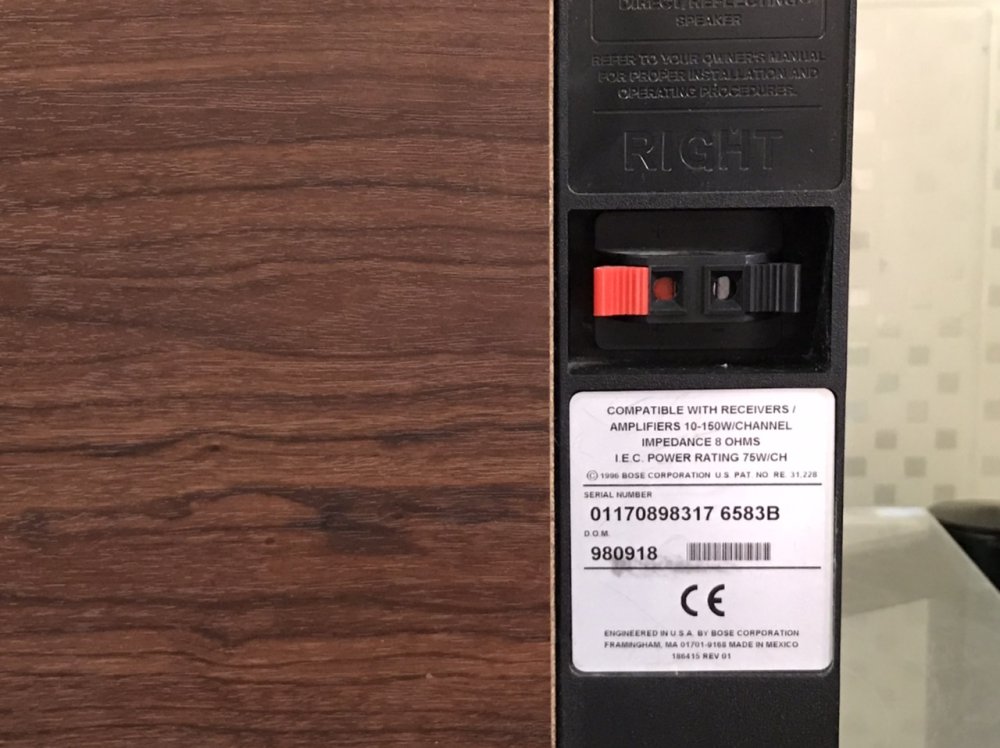 DIRECT/REFLECTING
SPEAKER
REFER TO YOUR OWNER'S MANUAL
FOR PROPER INSTALLATION AND
OPERATING PROCEDURES.
RIGHT
COMPATIBLE WITH RECEIVERS /
AMPLIFIERS 10-150W/CHANNEL
IMPEDANCE 8 OHMS
I.E.C. POWER RATING 75W/CH
© 1996 BOSE CORPORATION U.S. PAT. NO. RE. 31,228
SERIAL NUMBER
01170898317 6583B
D.O.M.
980918
CE
ENGINEERED IN U.S.A. BY BOSE CORPORATION
FRAMINGHAM, MA 01701-9168 MADE IN MEXICO
186415 REV 01